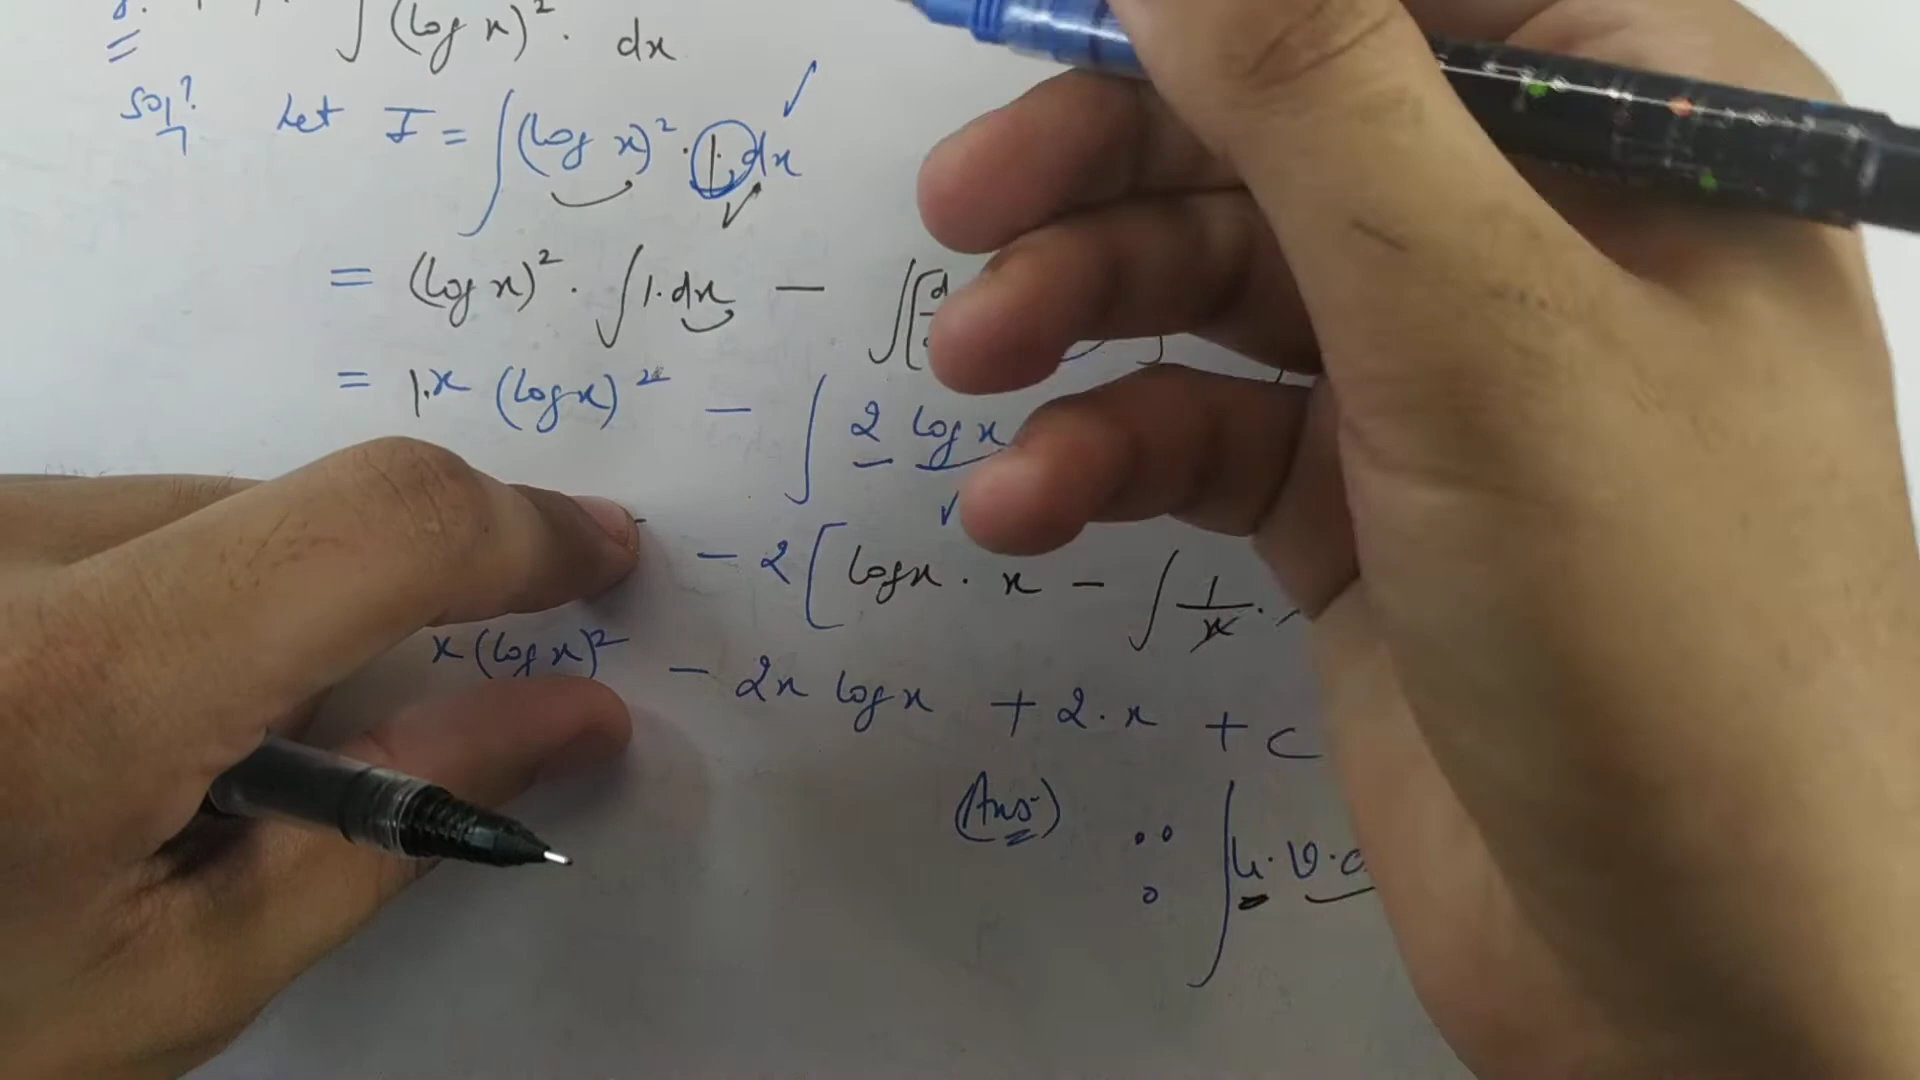 ∫ (log x)² . dx
Solⁿ Let I = ∫ (log x)² . 1. dx
= (log x)² . ∫ 1. dx − ∫ [ d
= 1.x (log x)² − ∫ 2 log x
− 2 [ log x . x − ∫ 1/x .
x (log x)² − 2x log x + 2. x + c
(Ans)
∫ u. v. d